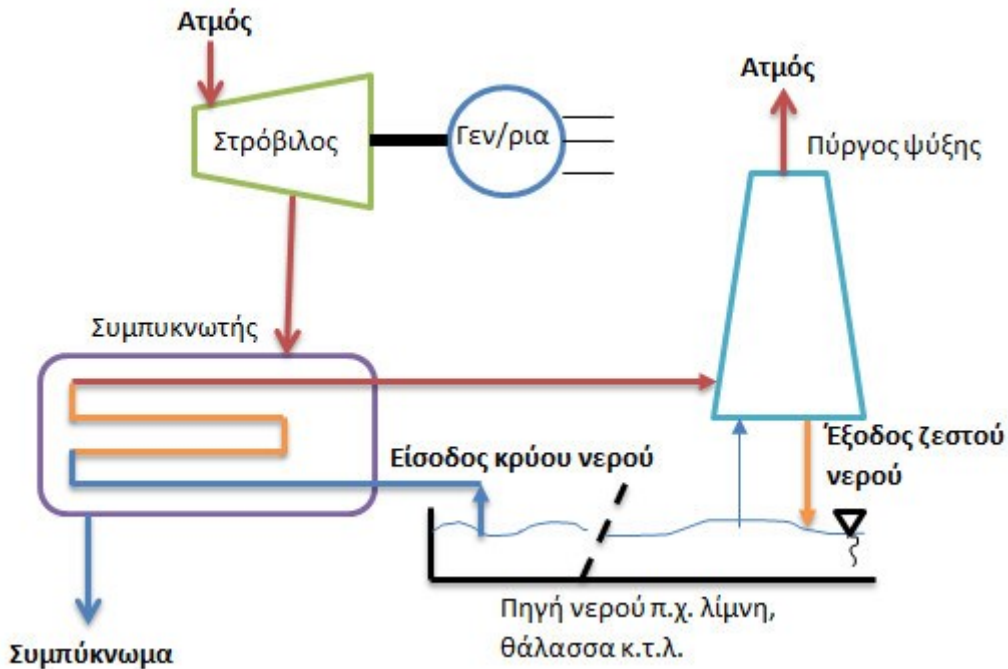 Ατμός
Ατμός
Στρόβιλος
Γεν/ρια
Πύργος ψύξης
Συμπυκνωτής
Είσοδος κρύου νερού
Έξοδος ζεστού
νερού
Πηγή νερού π.χ. λίμνη,
θάλασσα κ.τ.λ.
Συμπύκνωμα